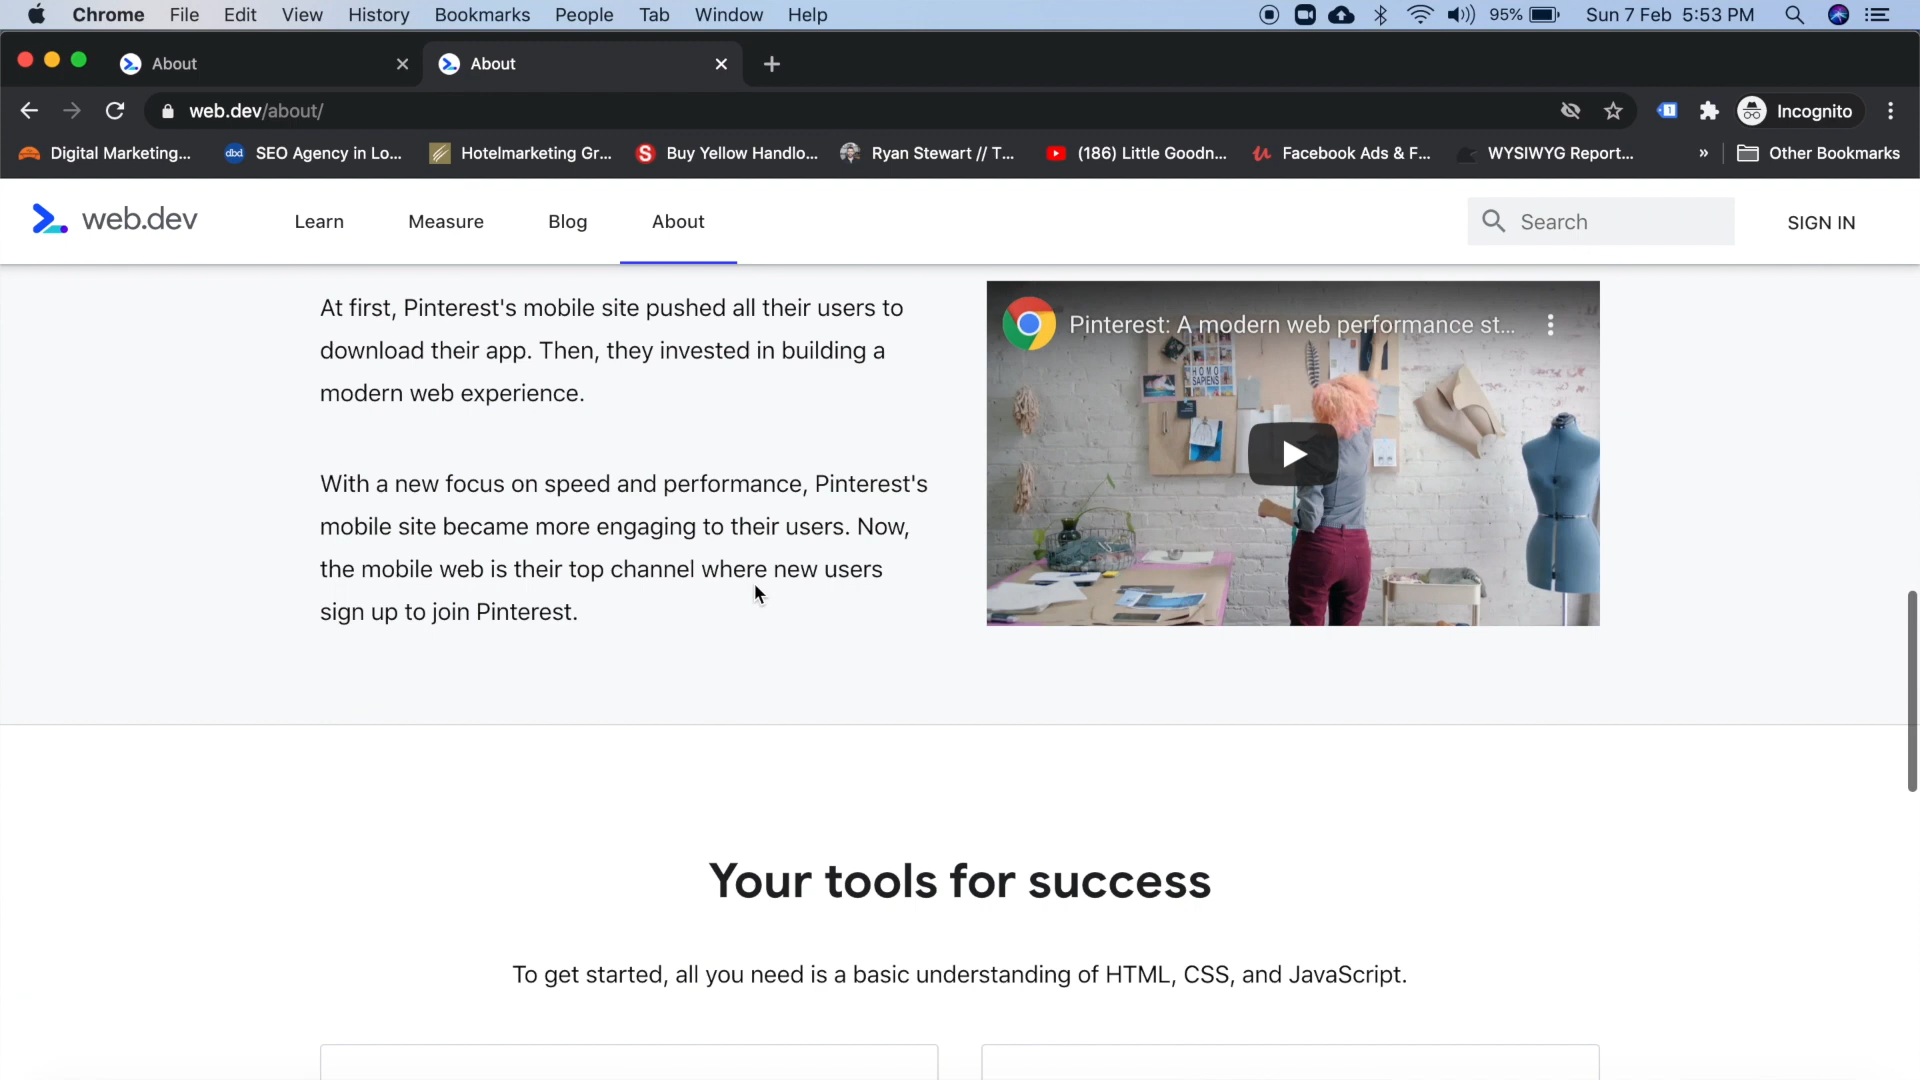 Chrome File Edit View History Bookmarks People Tab Window Help 95% Sun 7 Feb 5:53 PM
About About
web.dev/about/ Incognito
Digital Marketing... SEO Agency in Lo... Hotelmarketing Gr... Buy Yellow Handlo... Ryan Stewart // T... (186) Little Goodn... Facebook Ads & F... WYSIWYG Report... » Other Bookmarks
web.dev Learn Measure Blog About Search SIGN IN
At first, Pinterest's mobile site pushed all their users to
download their app. Then, they invested in building a
modern web experience.
With a new focus on speed and performance, Pinterest's
mobile site became more engaging to their users. Now,
the mobile web is their top channel where new users
sign up to join Pinterest.
Pinterest: A modern web performance st...
HOMO
SAPIENS
Your tools for success
To get started, all you need is a basic understanding of HTML, CSS, and JavaScript.